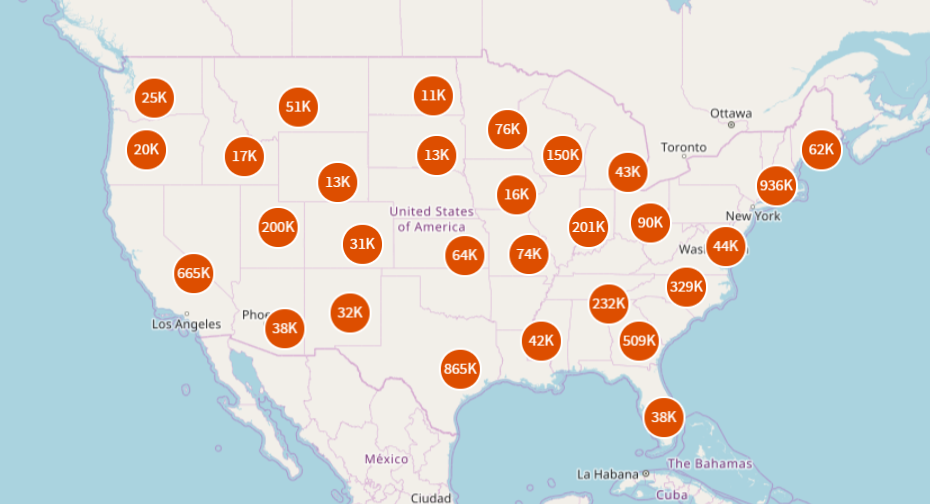 Ottawa
25K
51K
11K
76K
Toronto
20K
17K
13K
150K
62K
43K
13K
16K
936K
New York
United States
of America
200K
31K
201K
90K
64K
74K
44K
665K
329K
Los Angeles
38K
32K
232K
42K
509K
865K
38K
México
The Bahamas
La Habana
Cuba
Ciudad